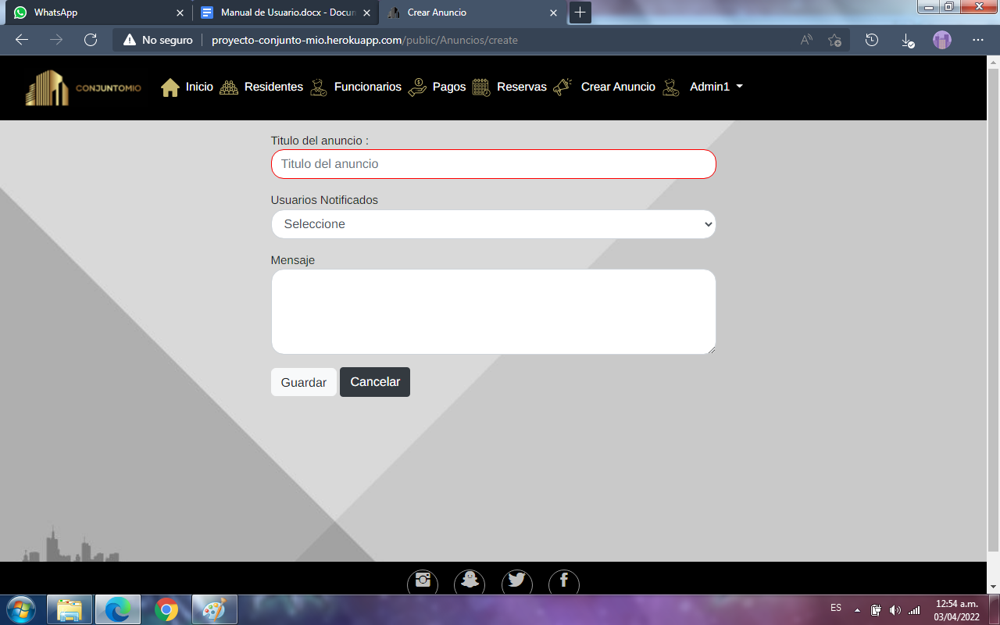 WhatsApp
Manual de Usuario.docx - Docun
Crear Anuncio
No seguro
proyecto-conjunto-mio.herokuapp.com/public/Anuncios/create
CONJUNTOMIO
Inicio
Residentes
Funcionarios
Pagos
Reservas
Crear Anuncio
Admin1
Titulo del anuncio :
Titulo del anuncio
Usuarios Notificados
Seleccione
Mensaje
Guardar
Cancelar
ES
12:54 a.m.
03/04/2022